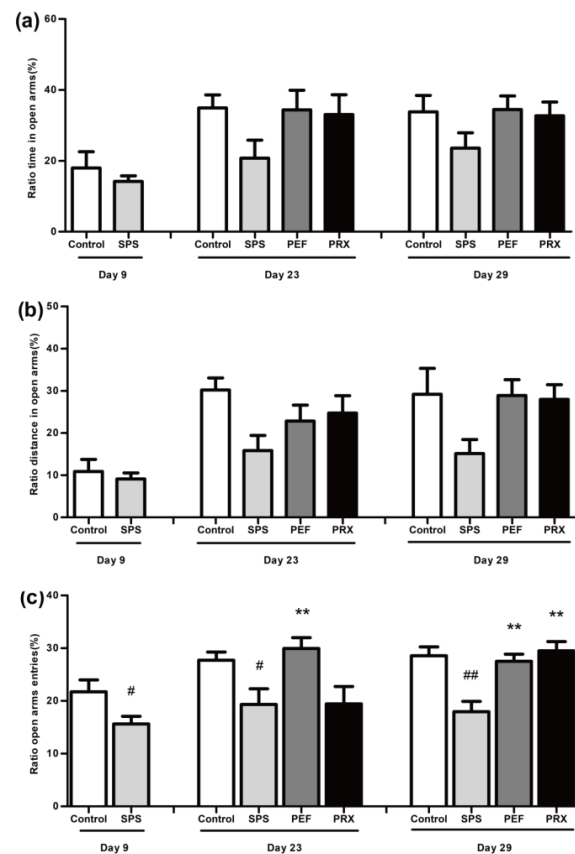 (a)
Ratio time in open arms(%)
60
40
20
0
Control SPS Control SPS PEF PRX Control SPS PEF PRX
Day 9 Day 23 Day 29
(b)
Ratio distance in open arms(%)
50
40
30
20
10
0
Control SPS Control SPS PEF PRX Control SPS PEF PRX
Day 9 Day 23 Day 29
(c)
Ratio open arms entries(%)
40
30
20
10
0
# # ** ## ** **
Control SPS Control SPS PEF PRX Control SPS PEF PRX
Day 9 Day 23 Day 29